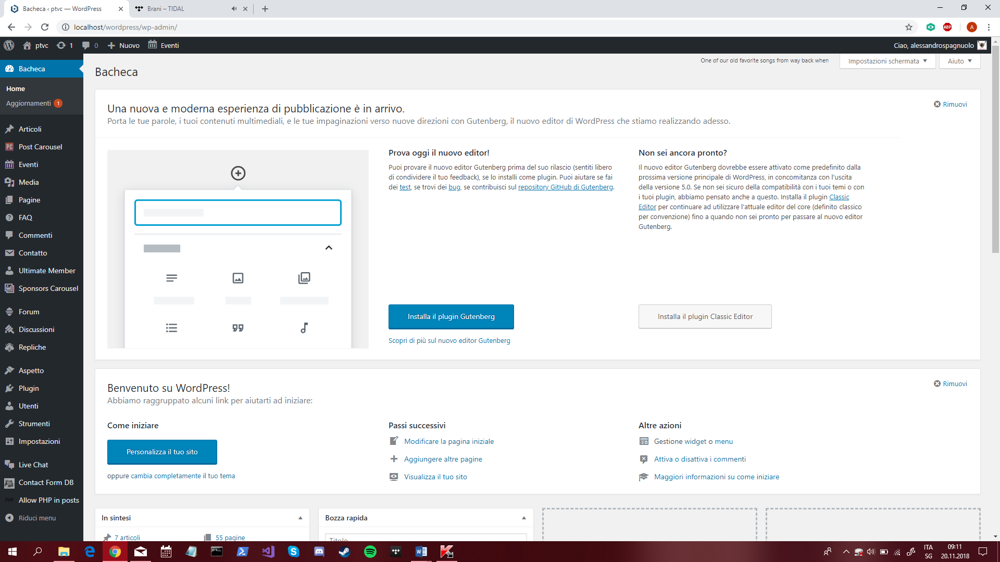 Bacheca ‹ ptvc — WordPress
Brani – TIDAL
localhost/wordpress/wp-admin/
ABP
A
ptvc
1
0
Nuovo
Eventi
Ciao, alessandrospagnuolo
Bacheca
Home
Aggiornamenti 1
Articoli
PC Post Carousel
Eventi
Media
Pagine
FAQ
Commenti
Contatto
Ultimate Member
Sponsors Carousel
Forum
Discussioni
Repliche
Aspetto
Plugin
Utenti
Strumenti
Impostazioni
Live Chat
Contact Form DB
PHP Allow PHP in posts
Riduci menu
Bacheca
One of our old favorite songs from way back when
Impostazioni schermata
Aiuto
Una nuova e moderna esperienza di pubblicazione è in arrivo.
Rimuovi
Porta le tue parole, i tuoi contenuti multimediali, e le tue impaginazioni verso nuove direzioni con Gutenberg, il nuovo editor di WordPress che stiamo realizzando adesso.
Prova oggi il nuovo editor!
Puoi provare il nuovo editor Gutenberg prima del suo rilascio (sentiti libero
di condividere il tuo feedback), se lo installi come plugin. Puoi aiutare se fai
dei test, se trovi dei bug, se contribuisci sul repository GitHub di Gutenberg.
Installa il plugin Gutenberg
Scopri di più sul nuovo editor Gutenberg
Non sei ancora pronto?
Il nuovo editor Gutenberg dovrebbe essere attivato come predefinito dalla
prossima versione principale di WordPress, in concomitanza con l'uscita
della versione 5.0. Se non sei sicuro della compatibilità con i tuoi temi o con
i tuoi plugin, abbiamo pensato anche a questo. Installa il plugin Classic
Editor per continuare ad utilizzare l'attuale editor del core (definito classico
per convenzione) fino a quando non sei pronto per passare al nuovo editor
Gutenberg.
Installa il plugin Classic Editor
Benvenuto su WordPress!
Rimuovi
Abbiamo raggruppato alcuni link per aiutarti ad iniziare:
Come iniziare
Personalizza il tuo sito
oppure cambia completamente il tuo tema
Passi successivi
Modificare la pagina iniziale
Aggiungere altre pagine
Visualizza il tuo sito
Altre azioni
Gestione widget o menu
Attiva o disattiva i commenti
Maggiori informazioni su come iniziare
In sintesi
7 articoli
55 pagine
Bozza rapida
Titolo
ITA
SG
09:11
20.11.2018